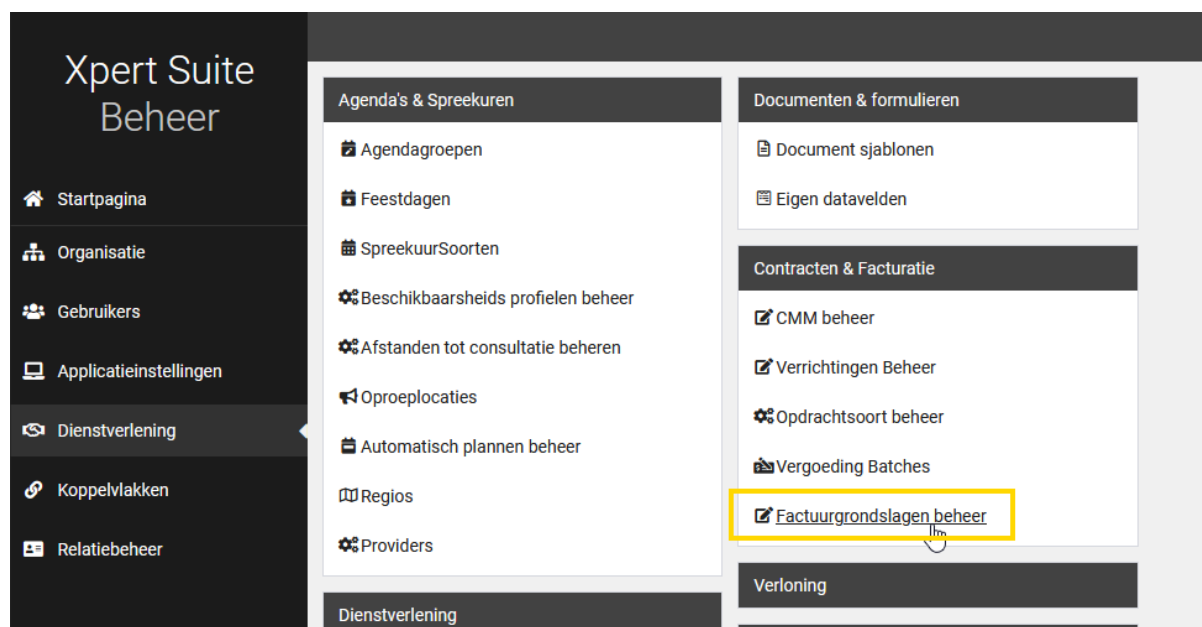 Xpert Suite
Beheer
Startpagina
Organisatie
Gebruikers
Applicatieinstellingen
Dienstverlening
Koppelvlakken
Relatiebeheer
Agenda's & Spreekuren
Agendagroepen
Feestdagen
SpreekuurSoorten
Beschikbaarsheids profielen beheer
Afstanden tot consultatie beheren
Oproeplocaties
Automatisch plannen beheer
Regios
Providers
Dienstverlening
Documenten & formulieren
Document sjablonen
Eigen datavelden
Contracten & Facturatie
CMM beheer
Verrichtingen Beheer
Opdrachtsoort beheer
Vergoeding Batches
Factuurgrondslagen beheer
Verloning